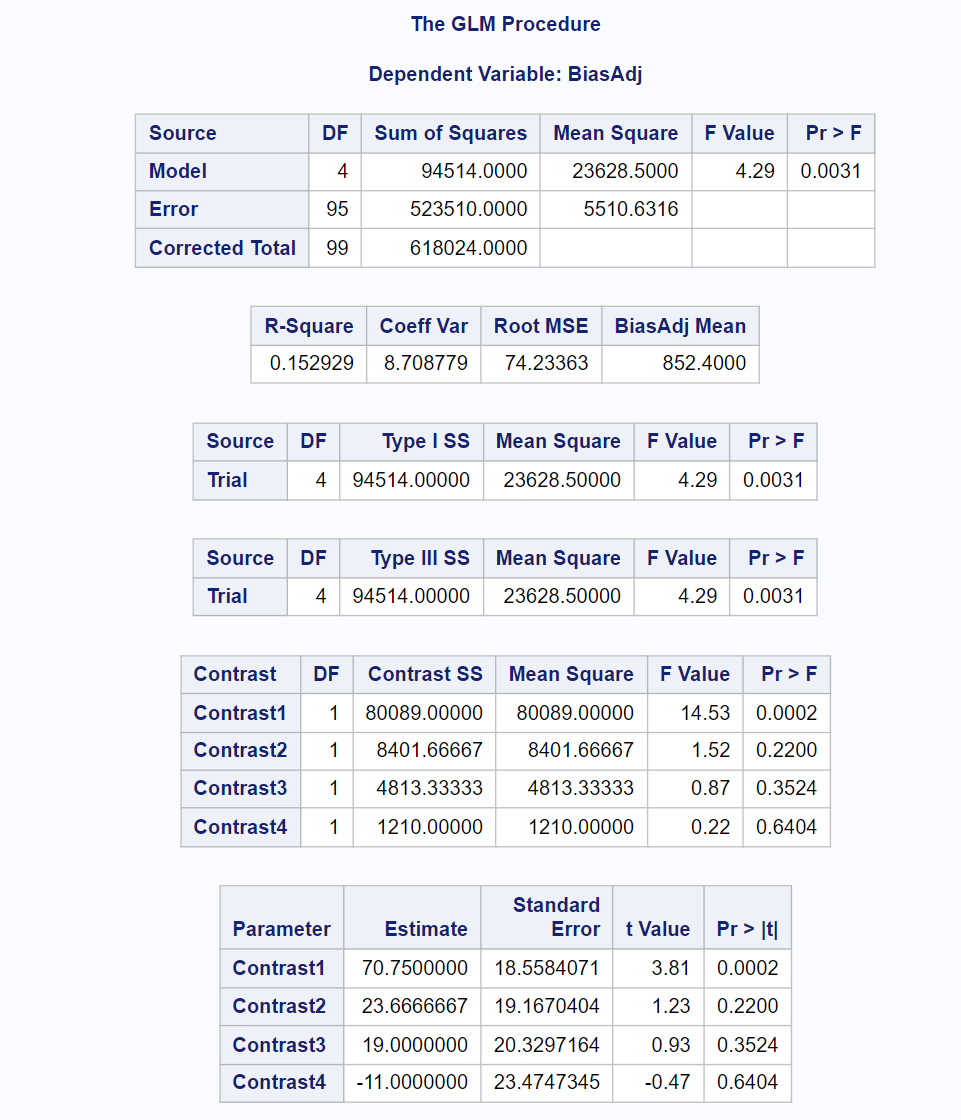 The GLM Procedure
Dependent Variable: BiasAdj
Source DF Sum of Squares Mean Square F Value Pr > F
Model 4 94514.0000 23628.5000 4.29 0.0031
Error 95 523510.0000 5510.6316
Corrected Total 99 618024.0000
R-Square Coeff Var Root MSE BiasAdj Mean
0.152929 8.708779 74.23363 852.4000
Source DF Type I SS Mean Square F Value Pr > F
Trial 4 94514.00000 23628.50000 4.29 0.0031
Source DF Type III SS Mean Square F Value Pr > F
Trial 4 94514.00000 23628.50000 4.29 0.0031
Contrast DF Contrast SS Mean Square F Value Pr > F
Contrast1 1 80089.00000 80089.00000 14.53 0.0002
Contrast2 1 8401.66667 8401.66667 1.52 0.2200
Contrast3 1 4813.33333 4813.33333 0.87 0.3524
Contrast4 1 1210.00000 1210.00000 0.22 0.6404
Standard
Parameter Estimate Error t Value Pr > |t|
Contrast1 70.7500000 18.5584071 3.81 0.0002
Contrast2 23.6666667 19.1670404 1.23 0.2200
Contrast3 19.0000000 20.3297164 0.93 0.3524
Contrast4 -11.0000000 23.4747345 -0.47 0.6404